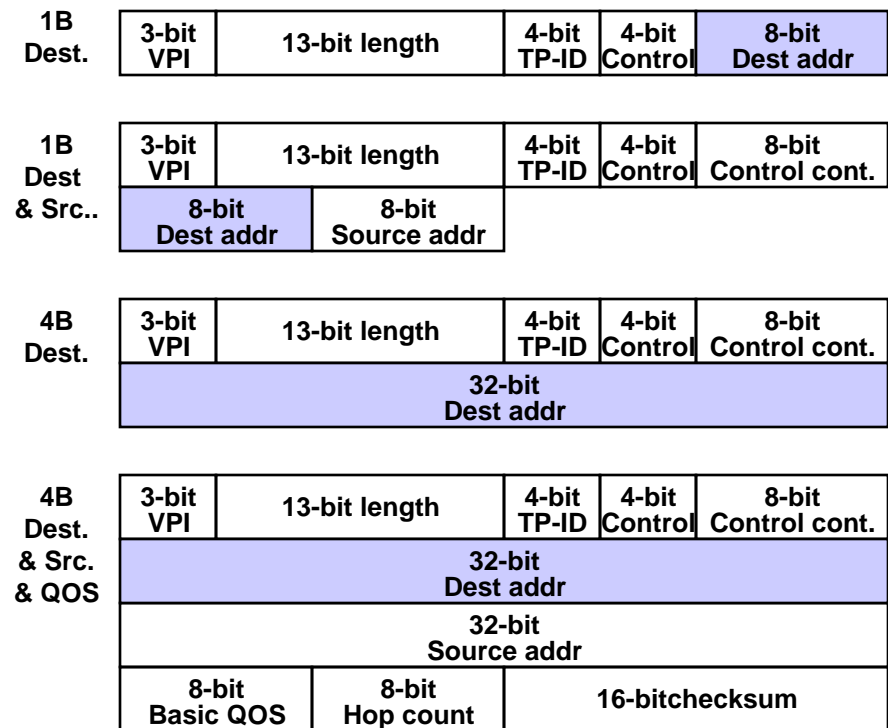 1B
Dest.
3-bit
VPI
13-bit length
4-bit
TP-ID
4-bit
Control
8-bit
Dest addr
1B
Dest
& Src..
3-bit
VPI
13-bit length
4-bit
TP-ID
4-bit
Control
8-bit
Control cont.
8-bit
Dest addr
8-bit
Source addr
4B
Dest.
3-bit
VPI
13-bit length
4-bit
TP-ID
4-bit
Control
8-bit
Control cont.
32-bit
Dest addr
4B
Dest.
& Src.
& QOS
3-bit
VPI
13-bit length
4-bit
TP-ID
4-bit
Control
8-bit
Control cont.
32-bit
Dest addr
32-bit
Source addr
8-bit
Basic QOS
8-bit
Hop count
16-bitchecksum